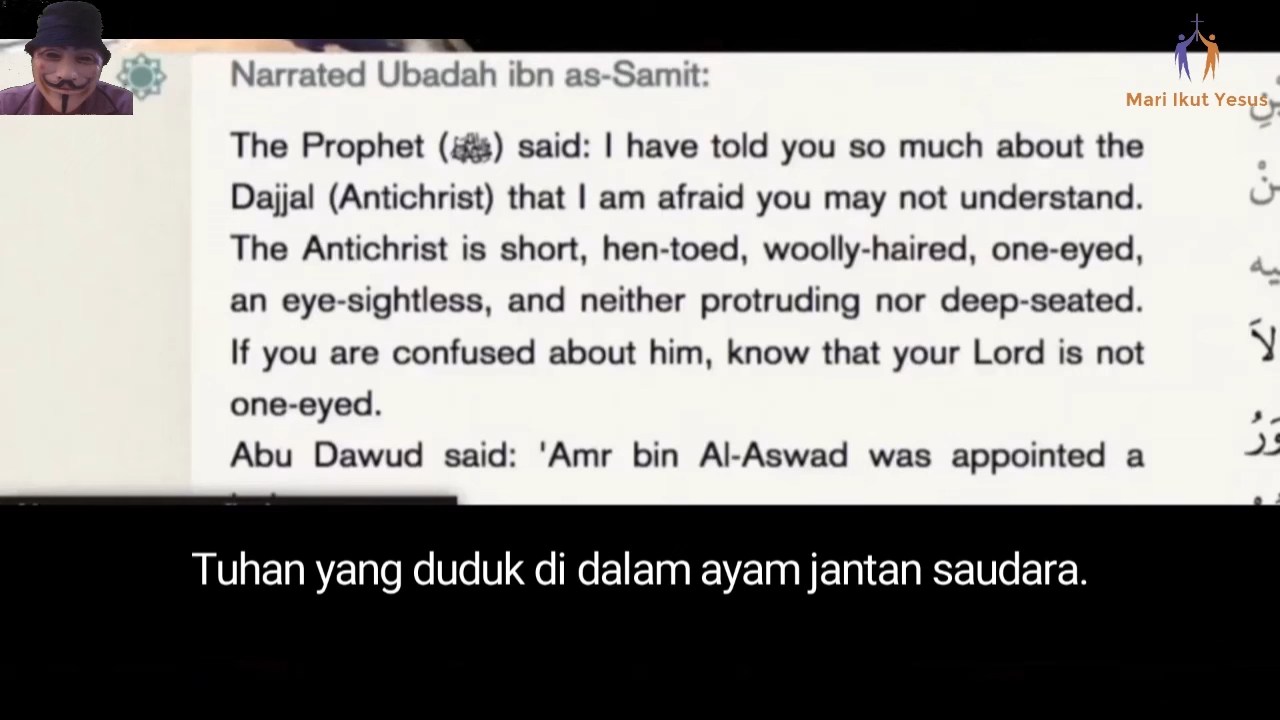 Mari Ikut Yesus
Narrated Ubadah ibn as-Samit:
The Prophet (ﷺ) said: I have told you so much about the
Dajjal (Antichrist) that I am afraid you may not understand.
The Antichrist is short, hen-toed, woolly-haired, one-eyed,
an eye-sightless, and neither protruding nor deep-seated.
If you are confused about him, know that your Lord is not
one-eyed.
Abu Dawud said: 'Amr bin Al-Aswad was appointed a
Tuhan yang duduk di dalam ayam jantan saudara.